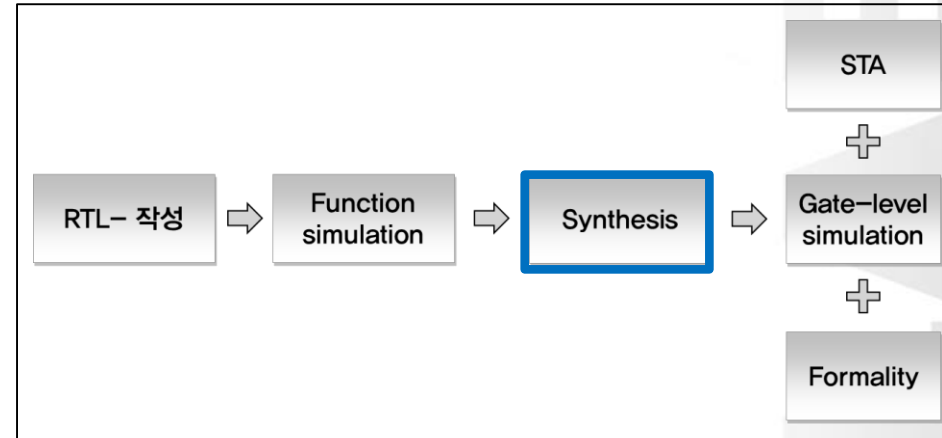 STA
RTL- 작성
Function
simulation
Synthesis
Gate-level
simulation
Formality